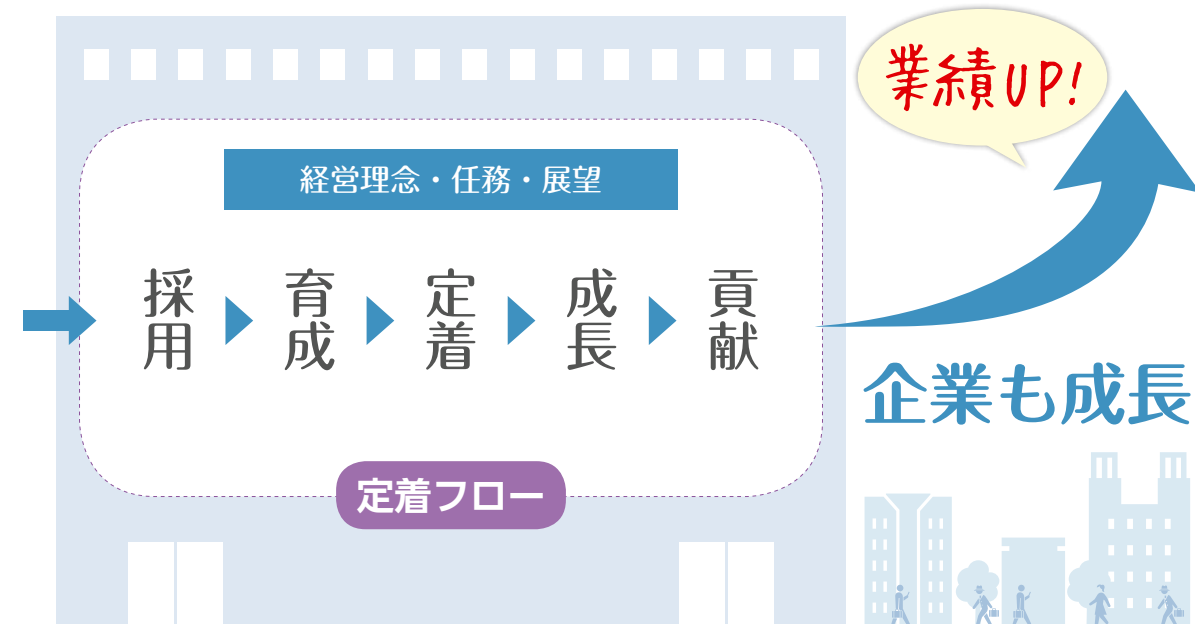 業績UP!
経営理念・任務・展望
採用
育成
定着
成長
貢献
企業も成長
定着フロー